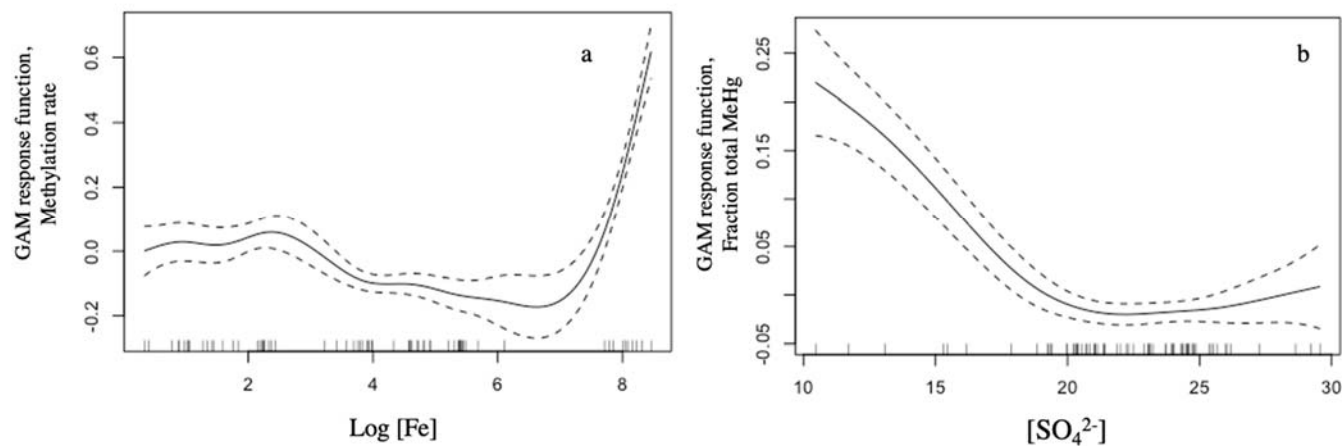 GAM response function,
Methylation rate
0.6
0.4
0.2
0.0
-0.2
a
2
4
6
8
Log [Fe]
GAM response function,
Fraction total MeHg
0.25
0.15
0.05
-0.05
b
10
15
20
25
30
[SO₄²⁻]